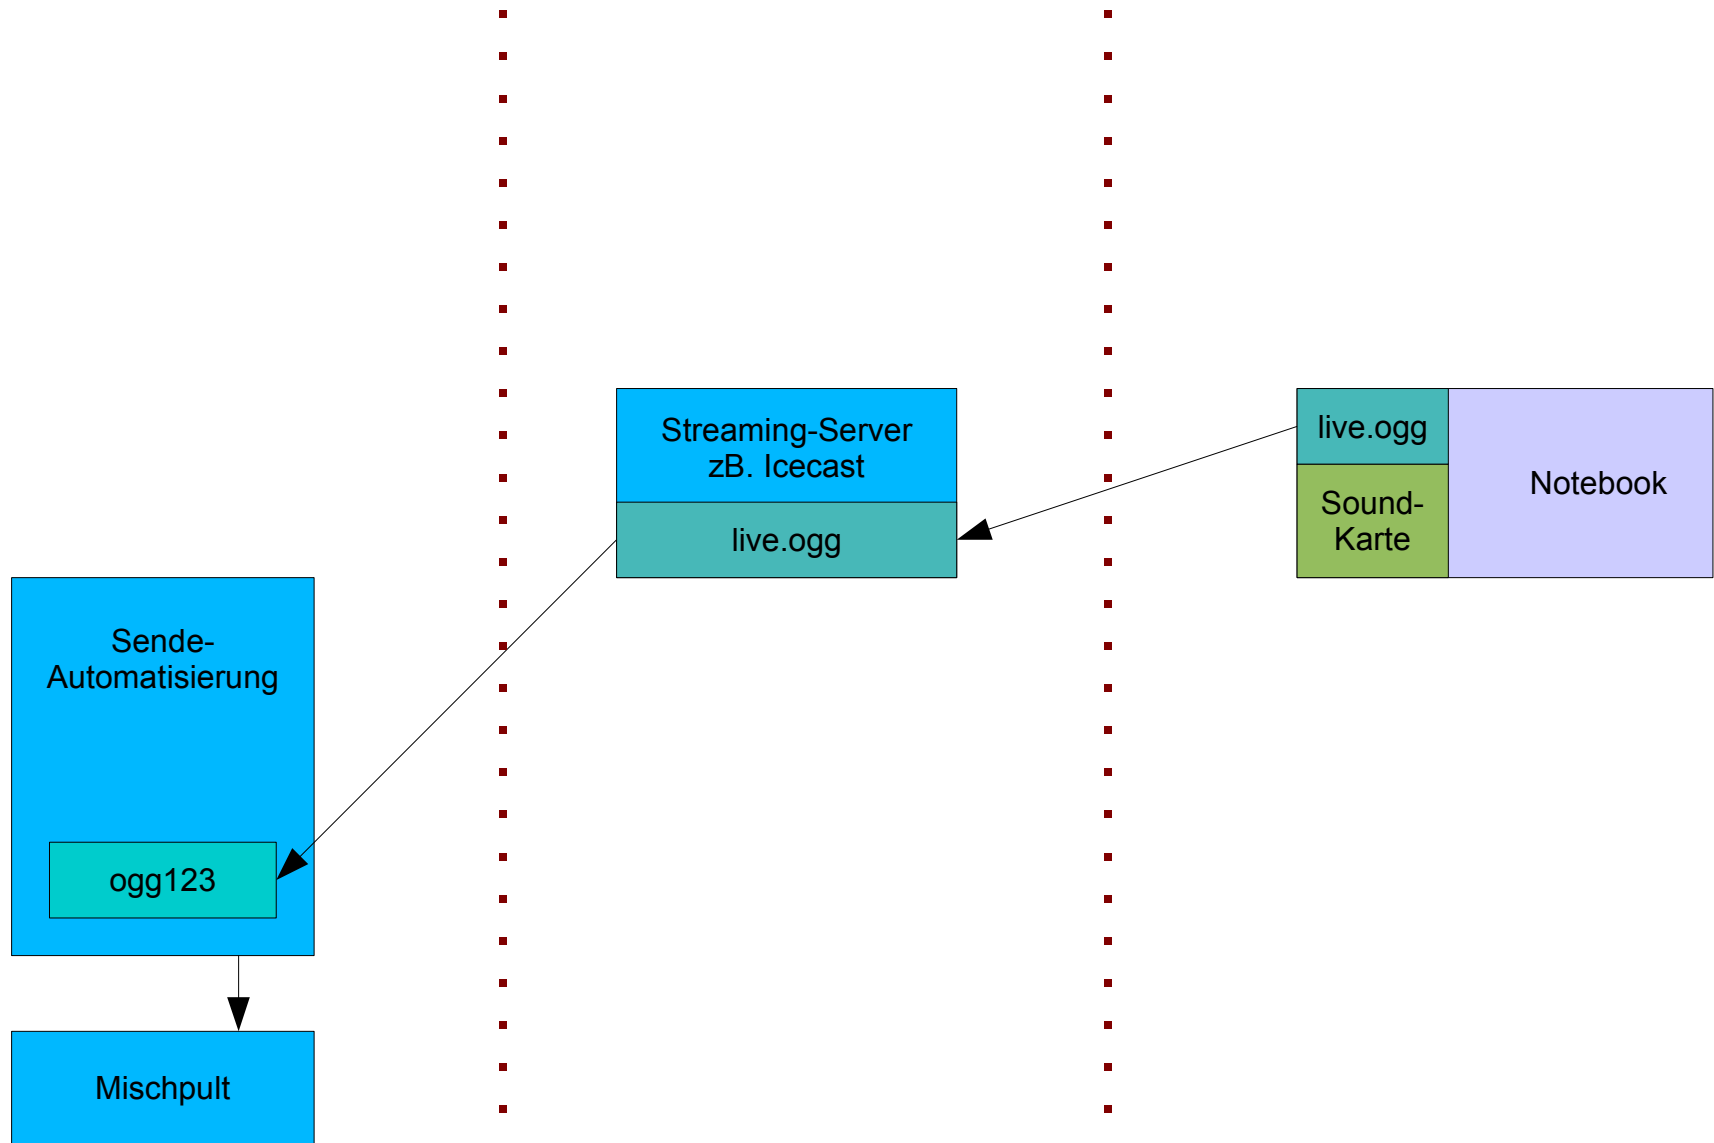 Streaming-Server
zB. Icecast
live.ogg
live.ogg
Sound-
Karte
Notebook
Sende-
Automatisierung
ogg123
Mischpult